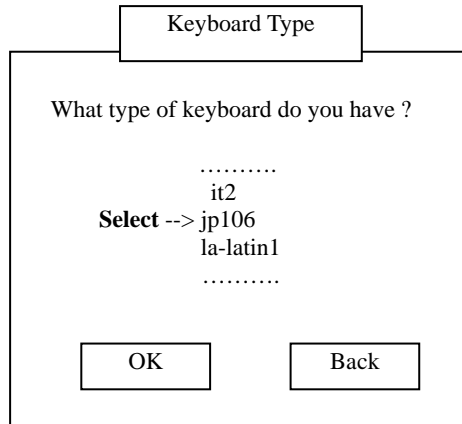 Keyboard Type
What type of keyboard do you have ?
……….
it2
Select --> jp106
la-latin1
……….
OK Back